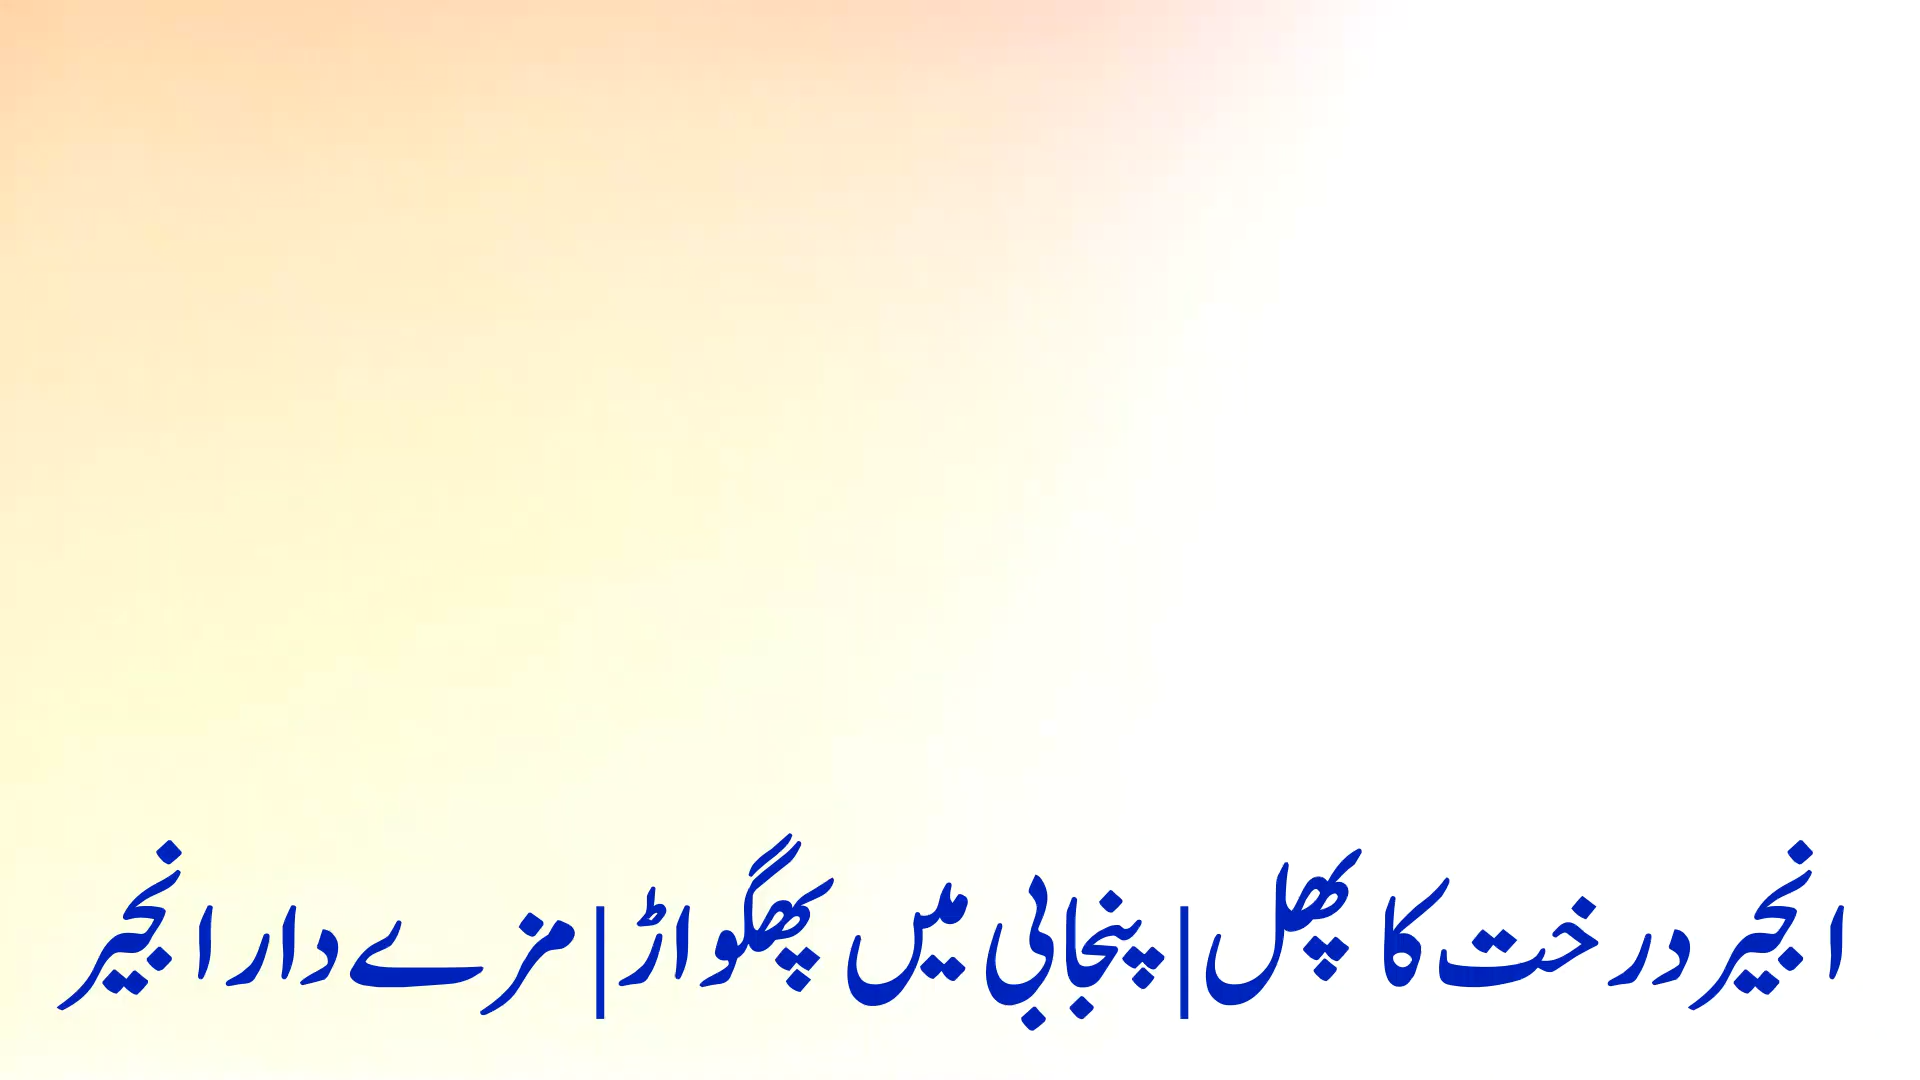 انجیر درخت کا پھل | پنجابی میں پھگواڑ | مزے دار انجیر